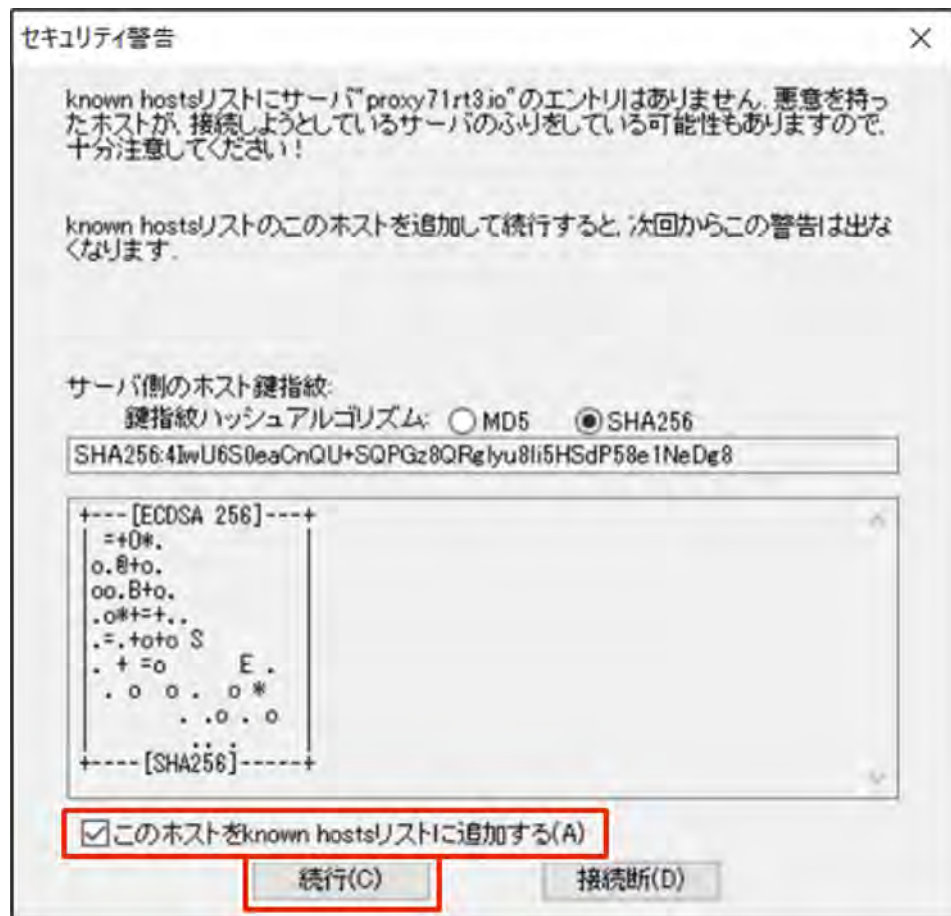 セキュリティ警告
known hostsリストにサーバ"proxy71rt3.io"のエントリはありません. 悪意を持っ
たホストが、接続しようとしているサーバのふりをしている可能性もありますので、
十分注意してください!
known hostsリストのこのホストを追加して続行すると、次回からこの警告は出な
くなります.
サーバ側のホスト鍵指紋:
鍵指紋ハッシュアルゴリズム: MD5 SHA256
SHA256:4IwU6S0eaCnQU+SQPGz8QRglyu8li5HSdP58e1NeDg8
+---[ECDSA 256]---+
| =+O*.           |
|o.@+o.           |
|oo.B+o.          |
|.o*+=+..         |
|.=.+o+o S        |
|. + =o      E .  |
| . o  o .  o *   |
|       . .o . o  |
|        .. .     |
+----[SHA256]-----+
このホストをknown hostsリストに追加する(A)
続行(C) 接続断(D)